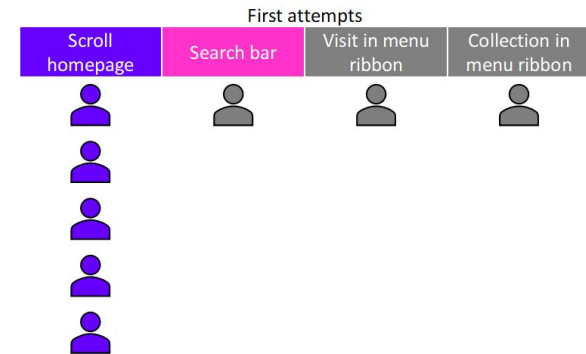 First attempts
Scroll
homepage
Search bar
Visit in menu
ribbon
Collection in
menu ribbon